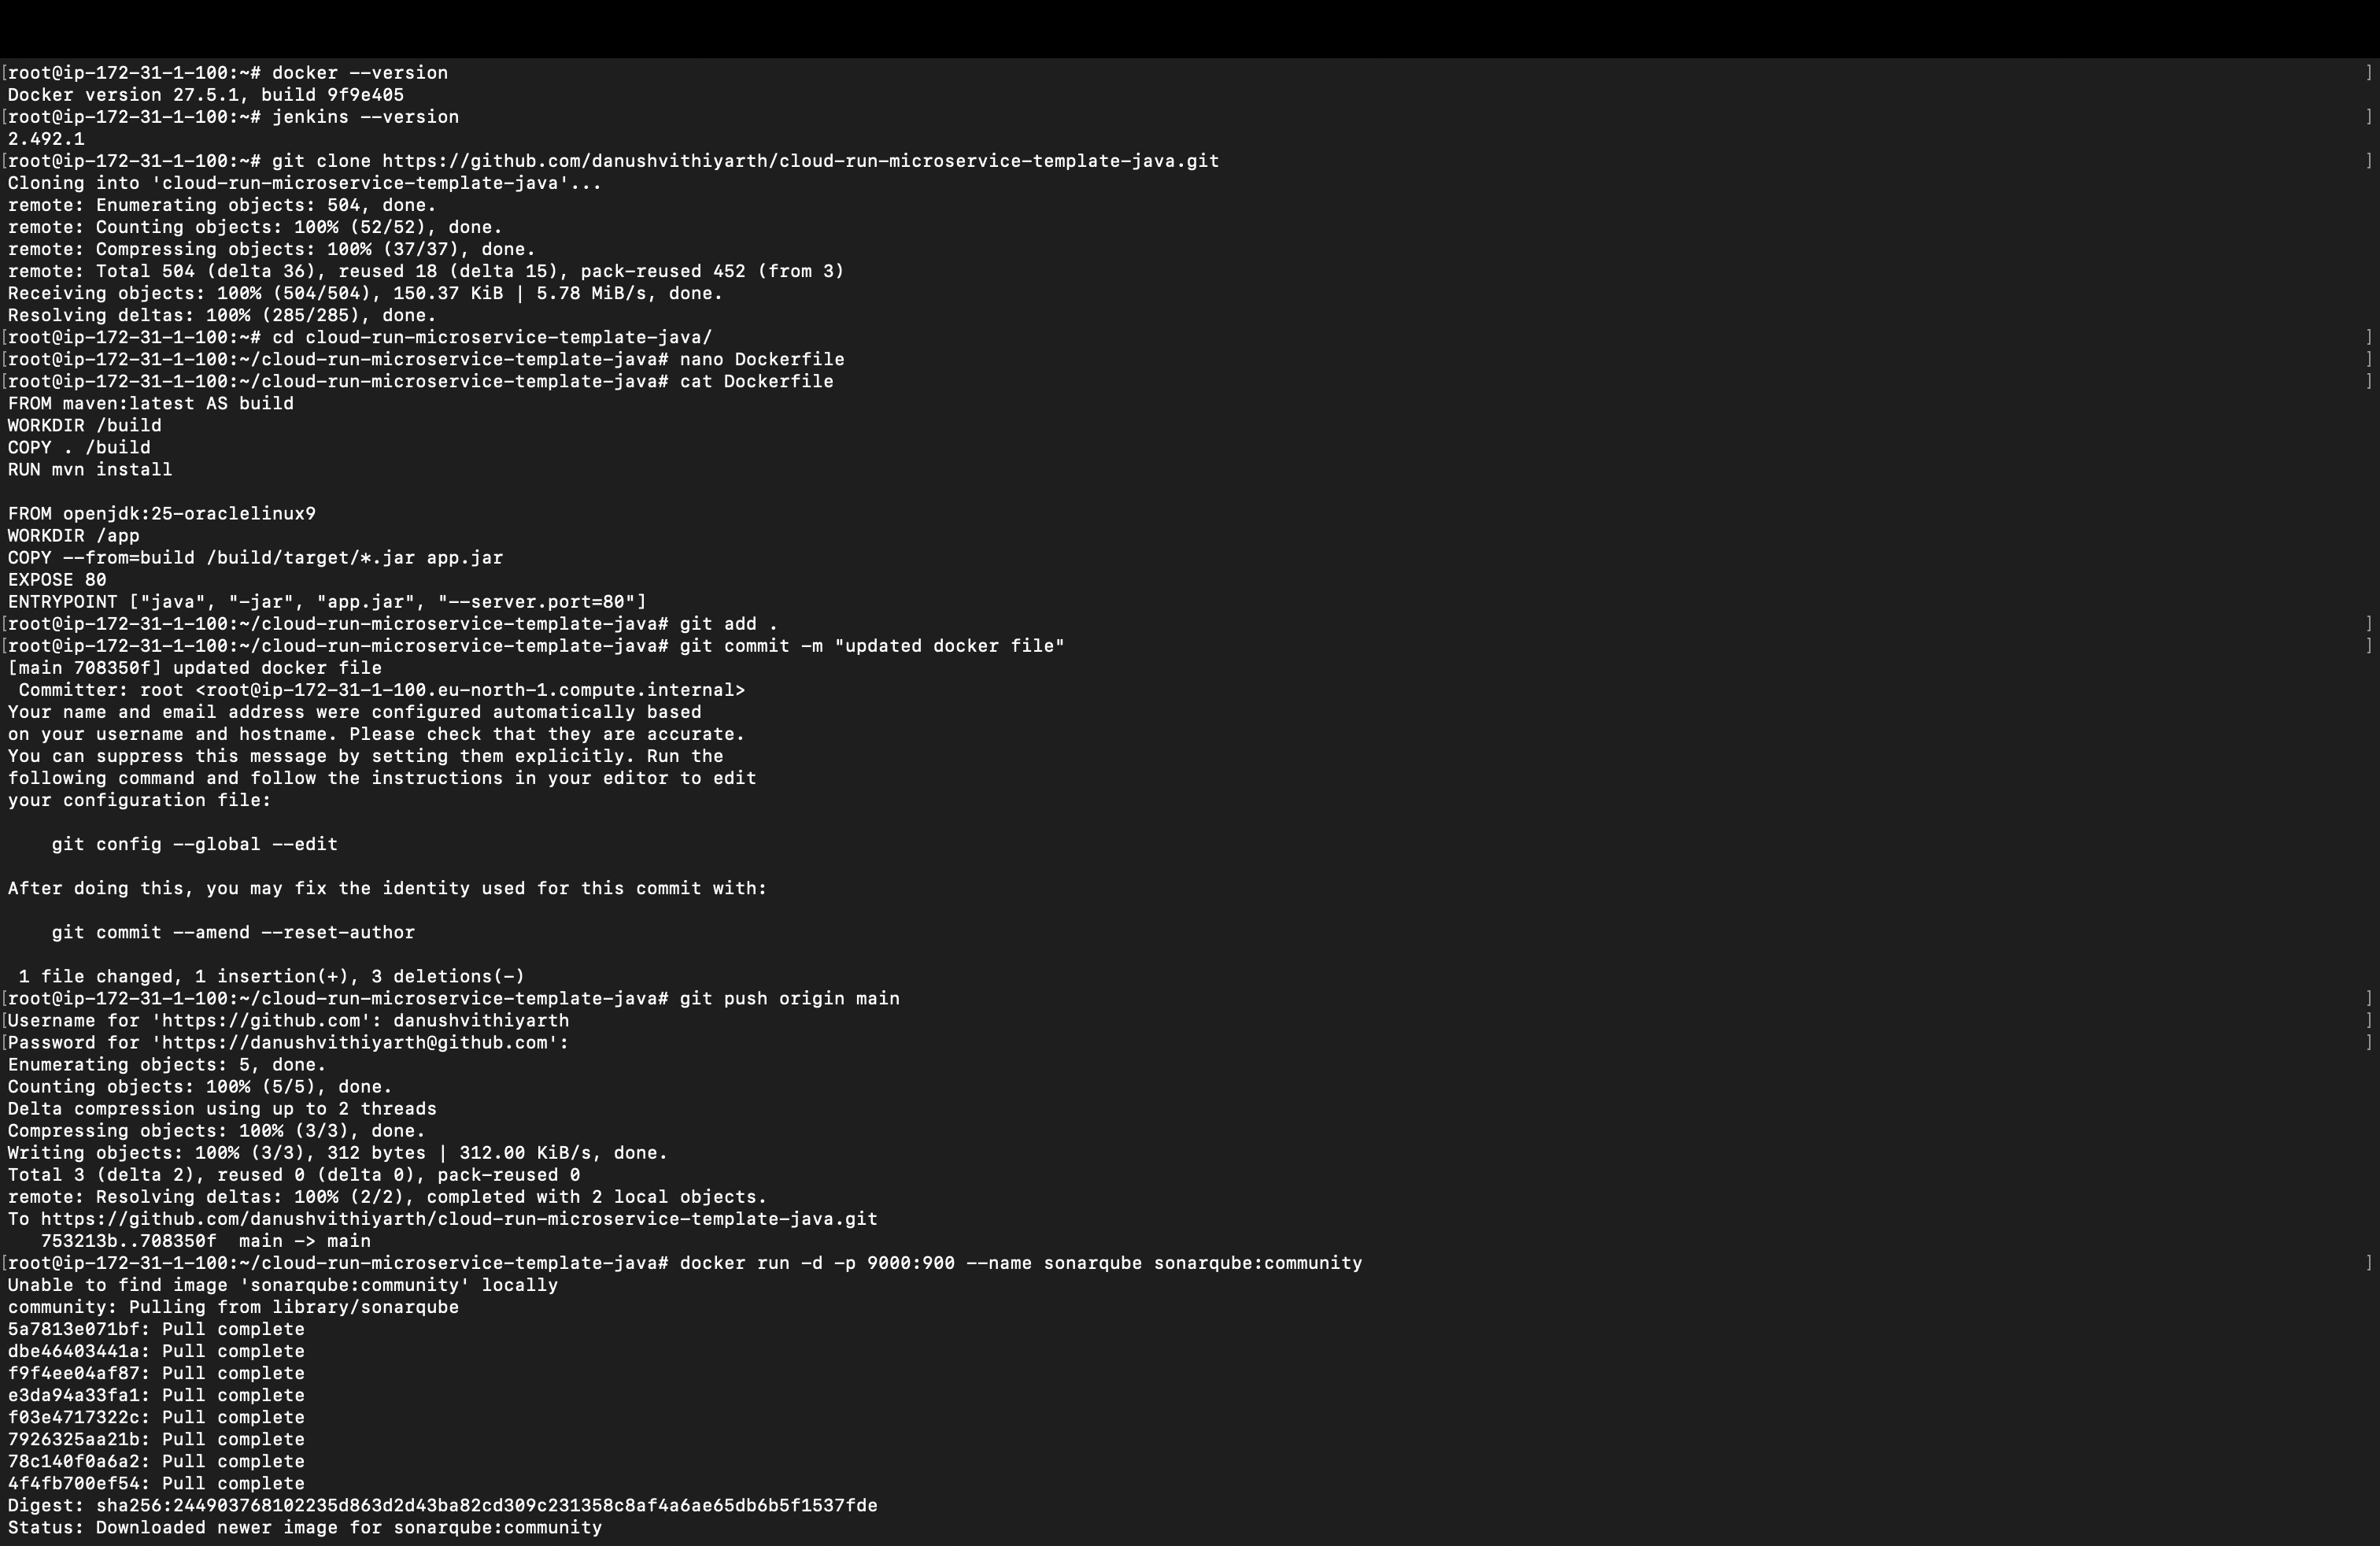 [root@ip-172-31-1-100:~# docker --version ]
Docker version 27.5.1, build 9f9e405
[root@ip-172-31-1-100:~# jenkins --version ]
2.492.1
[root@ip-172-31-1-100:~# git clone https://github.com/danushvithiyarth/cloud-run-microservice-template-java.git ]
Cloning into 'cloud-run-microservice-template-java'...
remote: Enumerating objects: 504, done.
remote: Counting objects: 100% (52/52), done.
remote: Compressing objects: 100% (37/37), done.
remote: Total 504 (delta 36), reused 18 (delta 15), pack-reused 452 (from 3)
Receiving objects: 100% (504/504), 150.37 KiB | 5.78 MiB/s, done.
Resolving deltas: 100% (285/285), done.
[root@ip-172-31-1-100:~# cd cloud-run-microservice-template-java/ ]
[root@ip-172-31-1-100:~/cloud-run-microservice-template-java# nano Dockerfile ]
[root@ip-172-31-1-100:~/cloud-run-microservice-template-java# cat Dockerfile ]
FROM maven:latest AS build
WORKDIR /build
COPY . /build
RUN mvn install
FROM openjdk:25-oraclelinux9
WORKDIR /app
COPY --from=build /build/target/*.jar app.jar
EXPOSE 80
ENTRYPOINT ["java", "-jar", "app.jar", "--server.port=80"]
[root@ip-172-31-1-100:~/cloud-run-microservice-template-java# git add . ]
[root@ip-172-31-1-100:~/cloud-run-microservice-template-java# git commit -m "updated docker file" ]
[main 708350f] updated docker file
 Committer: root <root@ip-172-31-1-100.eu-north-1.compute.internal>
Your name and email address were configured automatically based
on your username and hostname. Please check that they are accurate.
You can suppress this message by setting them explicitly. Run the
following command and follow the instructions in your editor to edit
your configuration file:
    git config --global --edit
After doing this, you may fix the identity used for this commit with:
    git commit --amend --reset-author
 1 file changed, 1 insertion(+), 3 deletions(-)
[root@ip-172-31-1-100:~/cloud-run-microservice-template-java# git push origin main ]
[Username for 'https://github.com': danushvithiyarth ]
[Password for 'https://danushvithiyarth@github.com': ]
Enumerating objects: 5, done.
Counting objects: 100% (5/5), done.
Delta compression using up to 2 threads
Compressing objects: 100% (3/3), done.
Writing objects: 100% (3/3), 312 bytes | 312.00 KiB/s, done.
Total 3 (delta 2), reused 0 (delta 0), pack-reused 0
remote: Resolving deltas: 100% (2/2), completed with 2 local objects.
To https://github.com/danushvithiyarth/cloud-run-microservice-template-java.git
   753213b..708350f  main -> main
[root@ip-172-31-1-100:~/cloud-run-microservice-template-java# docker run -d -p 9000:900 --name sonarqube sonarqube:community ]
Unable to find image 'sonarqube:community' locally
community: Pulling from library/sonarqube
5a7813e071bf: Pull complete
dbe46403441a: Pull complete
f9f4ee04af87: Pull complete
e3da94a33fa1: Pull complete
f03e4717322c: Pull complete
7926325aa21b: Pull complete
78c140f0a6a2: Pull complete
4f4fb700ef54: Pull complete
Digest: sha256:244903768102235d863d2d43ba82cd309c231358c8af4a6ae65db6b5f1537fde
Status: Downloaded newer image for sonarqube:community